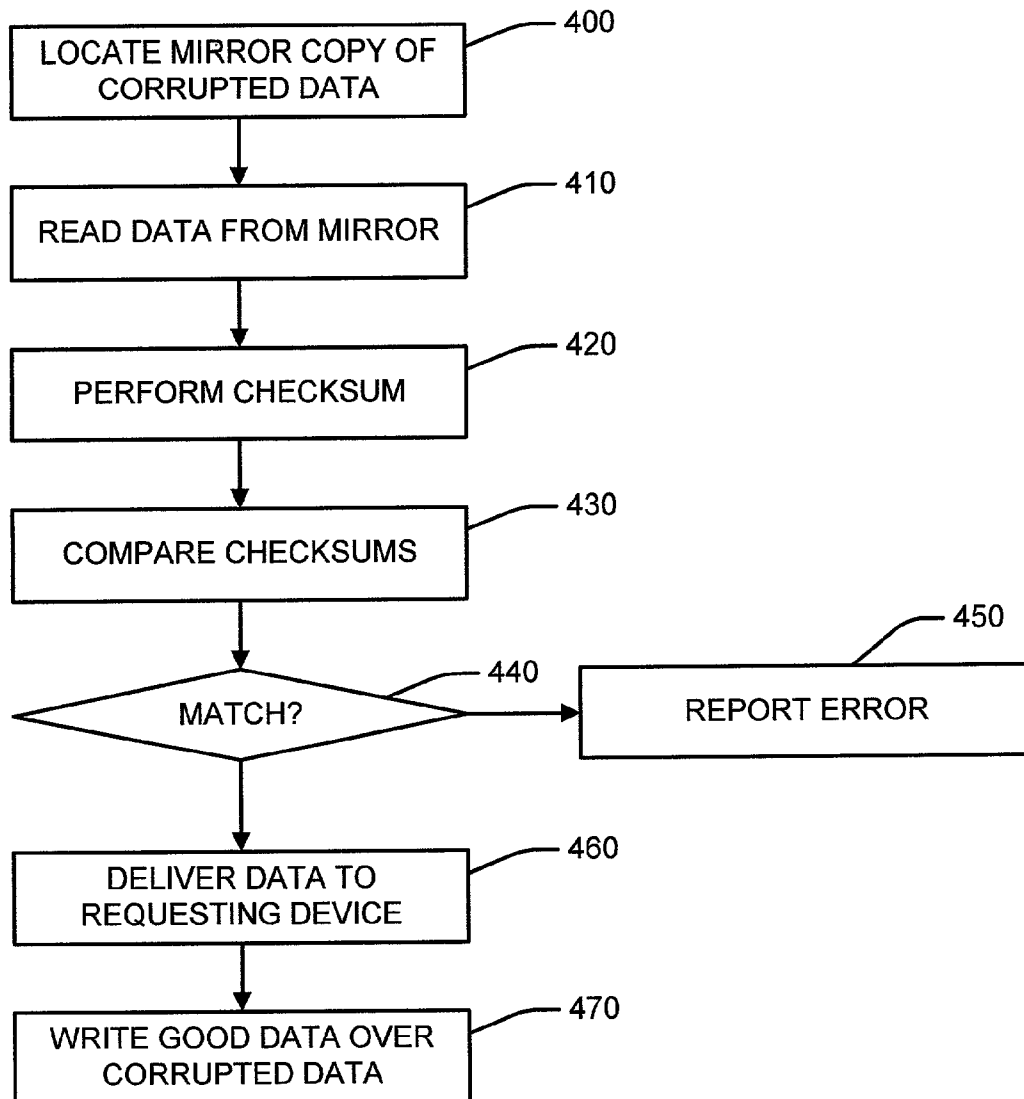 400
LOCATE MIRROR COPY OF
CORRUPTED DATA
410
READ DATA FROM MIRROR
420
PERFORM CHECKSUM
430
COMPARE CHECKSUMS
440
MATCH?
450
REPORT ERROR
460
DELIVER DATA TO
REQUESTING DEVICE
470
WRITE GOOD DATA OVER
CORRUPTED DATA